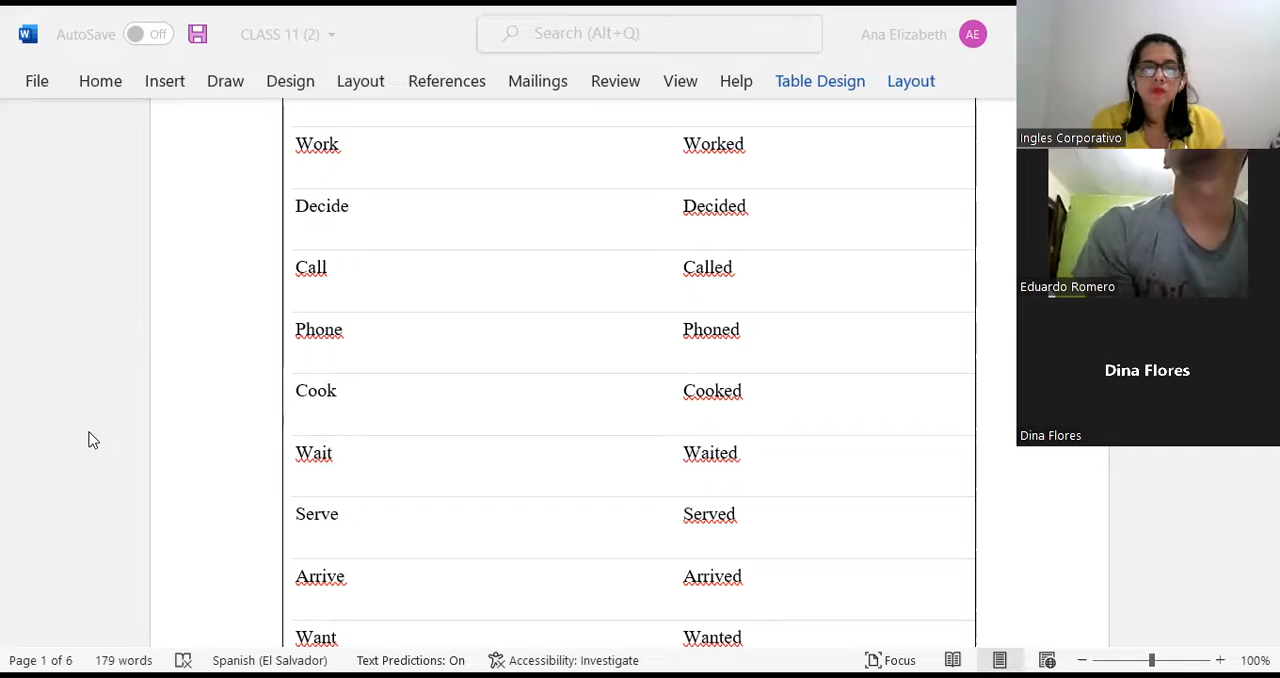 AutoSave Off CLASS 11 (2) Search (Alt+Q) Ana Elizabeth AE
File Home Insert Draw Design Layout References Mailings Review View Help Table Design Layout
Ingles Corporativo
Work Worked
Decide Decided
Call Called
Eduardo Romero
Phone Phoned
Dina Flores
Cook Cooked
Dina Flores
Wait Waited
Serve Served
Arrive Arrived
Want Wanted
Page 1 of 6 179 words Spanish (El Salvador) Text Predictions: On Accessibility: Investigate Focus 100%